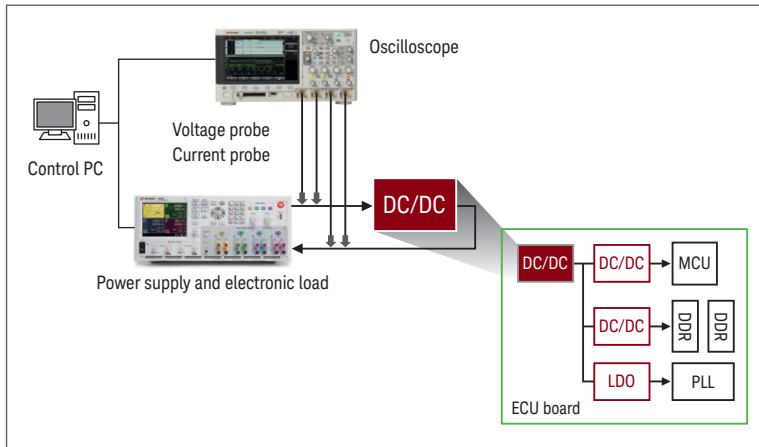 Oscilloscope
Voltage probe
Current probe
Control PC
DC/DC
Power supply and electronic load
DC/DC
DC/DC
MCU
DC/DC
DDR
DDR
LDO
PLL
ECU board